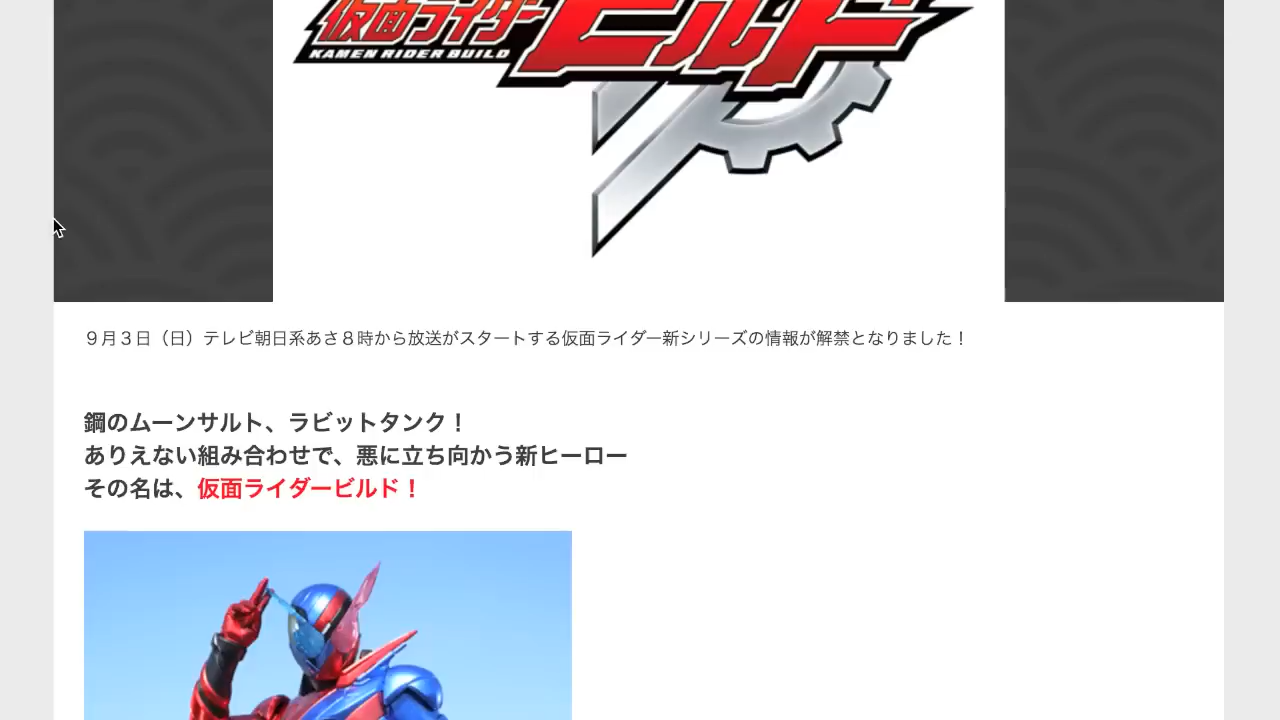 仮面ライダー
ビルド
KAMEN RIDER BUILD
９月３日（日）テレビ朝日系あさ８時から放送がスタートする仮面ライダー新シリーズの情報が解禁となりました！
鋼のムーンサルト、ラビットタンク！
ありえない組み合わせで、悪に立ち向かう新ヒーロー
その名は、仮面ライダービルド！